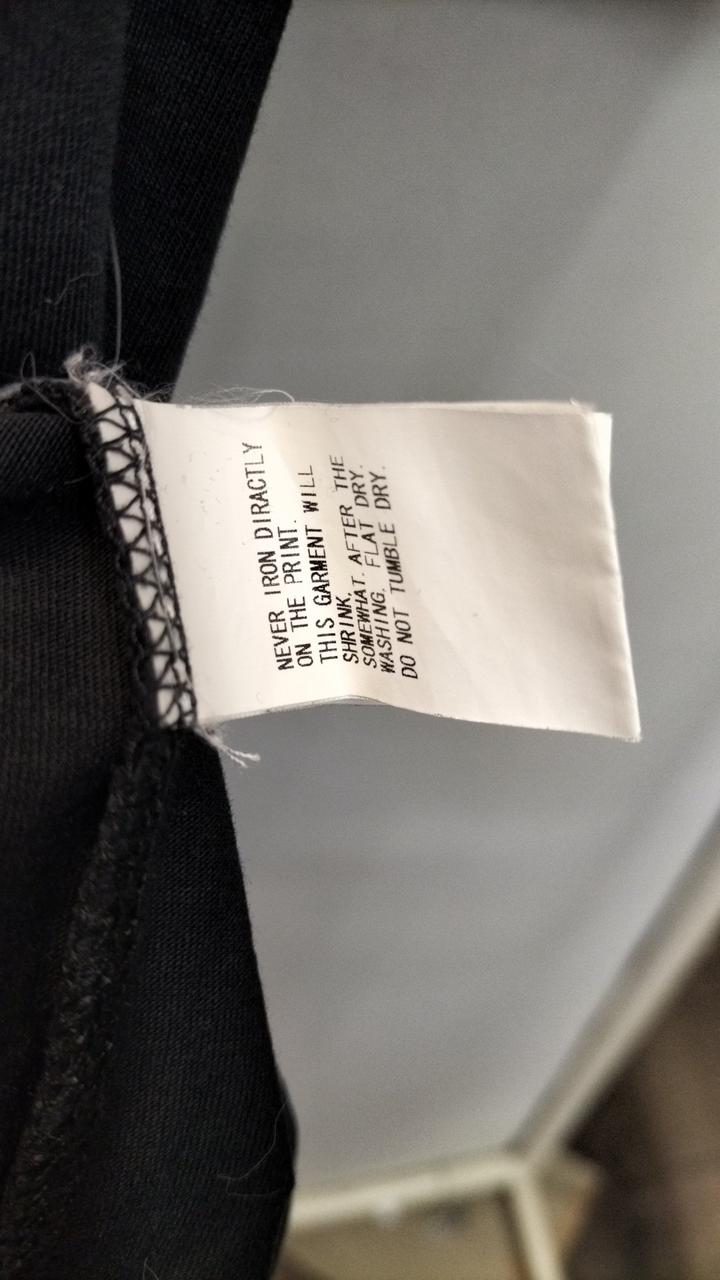 NEVER IRON DIRACTLY
ON THE PRINT.
THIS GARMENT WILL
SHRINK
SOMEWHAT. AFTER THE
WASHING. FLAT DRY.
DO NOT TUMBLE DRY.